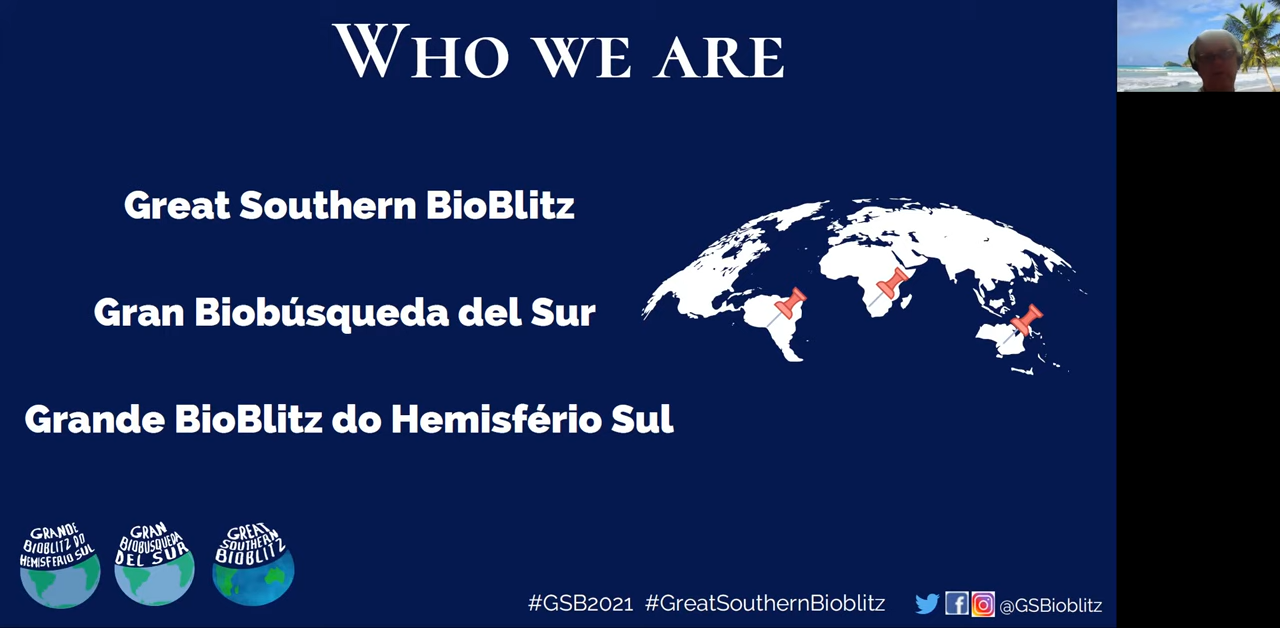 WHO WE ARE
Great Southern BioBlitz
Gran Biobúsqueda del Sur
Grande BioBlitz do Hemisfério Sul
GRANDE
BIOBLITZ DO
HEMISFERIO SUL
GRAN
BIOBUSQUEDA
DEL SUR
GREAT
SOUTHERN
BIOBLITZ
#GSB2021 #GreatSouthernBioblitz
@GSBioblitz